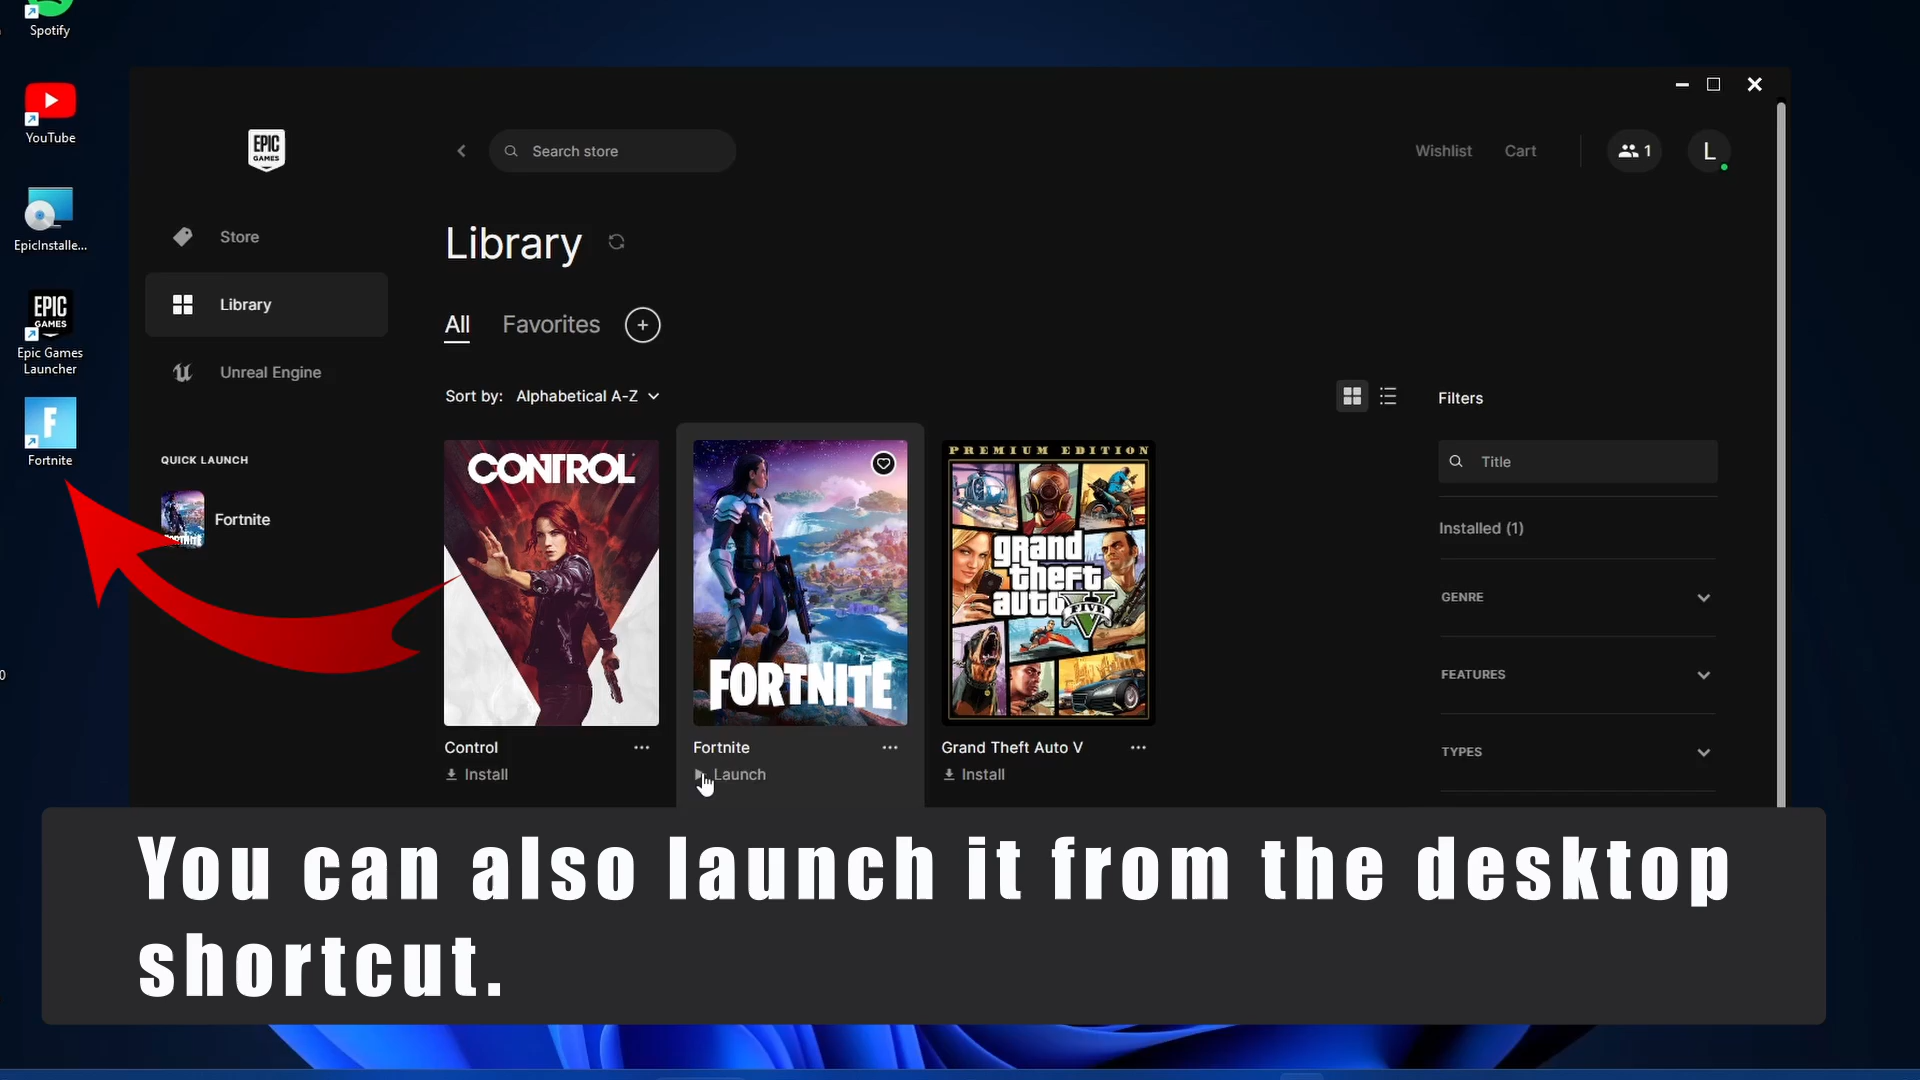 Spotify
YouTube
EpicInstalle...
EPIC
GAMES
Epic Games
Launcher
F
Fortnite
0
EPIC
GAMES
Search store
Wishlist
Cart
1
L
Store
Library
Unreal Engine
QUICK LAUNCH
FORTNITE
Fortnite
Library
All
Favorites
+
Sort by: Alphabetical A-Z
CONTROL
FORTNITE
PREMIUM EDITION
grand
theft
auto
V
FIVE
Control
Install
Fortnite
Launch
Grand Theft Auto V
Install
Filters
Title
Installed (1)
GENRE
FEATURES
TYPES
You can also launch it from the desktop
shortcut.